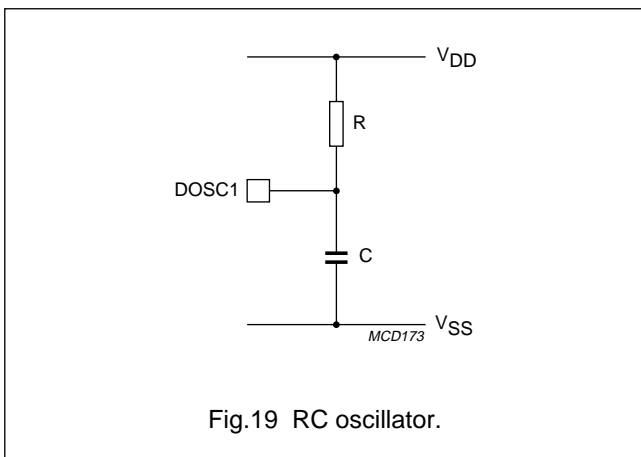 VDD
R
DOSC1
C
MCD173
VSS
Fig.19 RC oscillator.